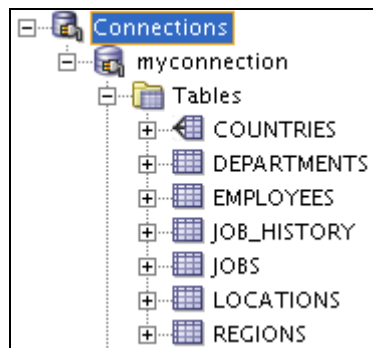 Connections
myconnection
Tables
COUNTRIES
DEPARTMENTS
EMPLOYEES
JOB_HISTORY
JOBS
LOCATIONS
REGIONS